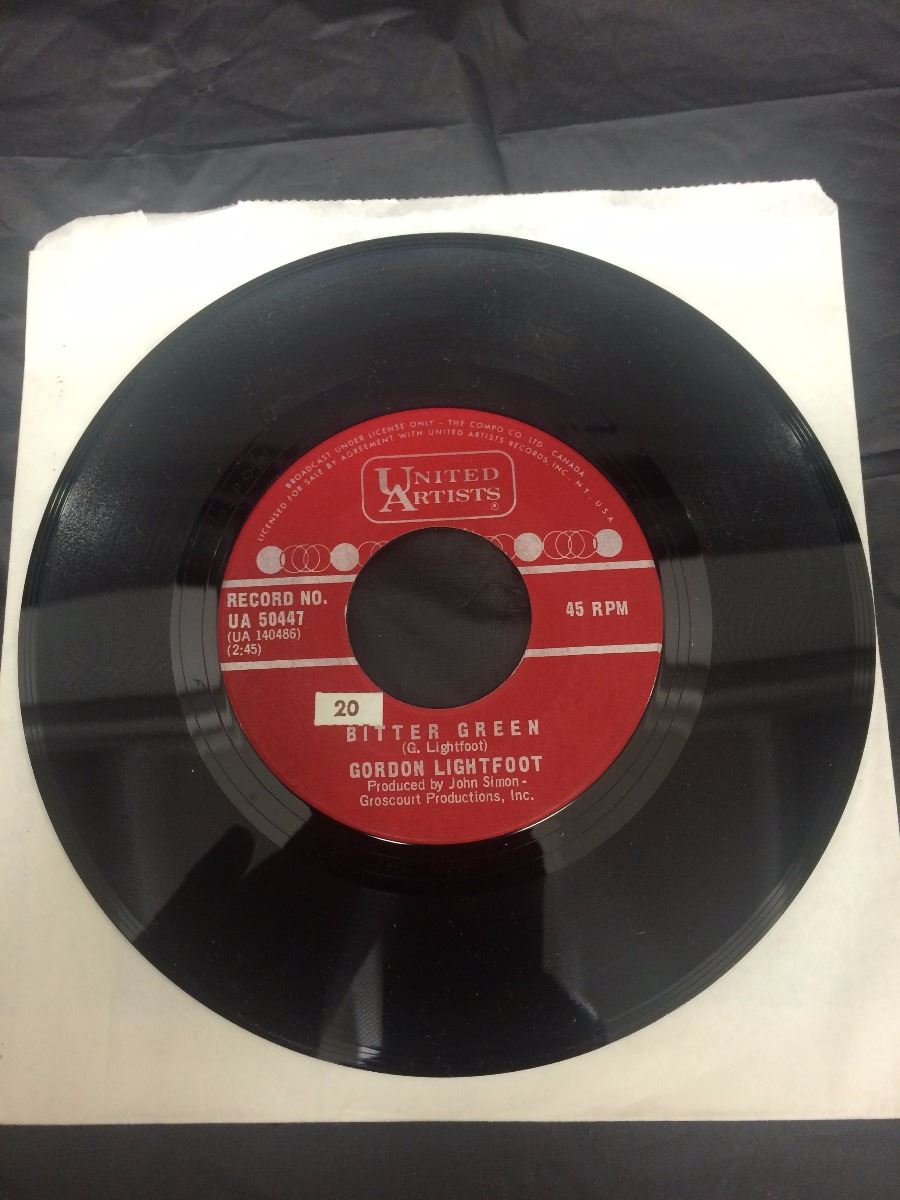 BROADCAST UNDER LICENSE ONLY - THE COMPO CO. LTD. CANADA.
LICENSED FOR SALE BY AGREEMENT WITH UNITED ARTISTS RECORDS, INC. N.Y., U.S.A
UNITED
ARTISTS
®
RECORD NO.
UA 50447
(UA 140486)
(2:45)
45 RPM
20
BITTER GREEN
(G. Lightfoot)
GORDON LIGHTFOOT
Produced by John Simon -
Groscourt Productions, Inc.